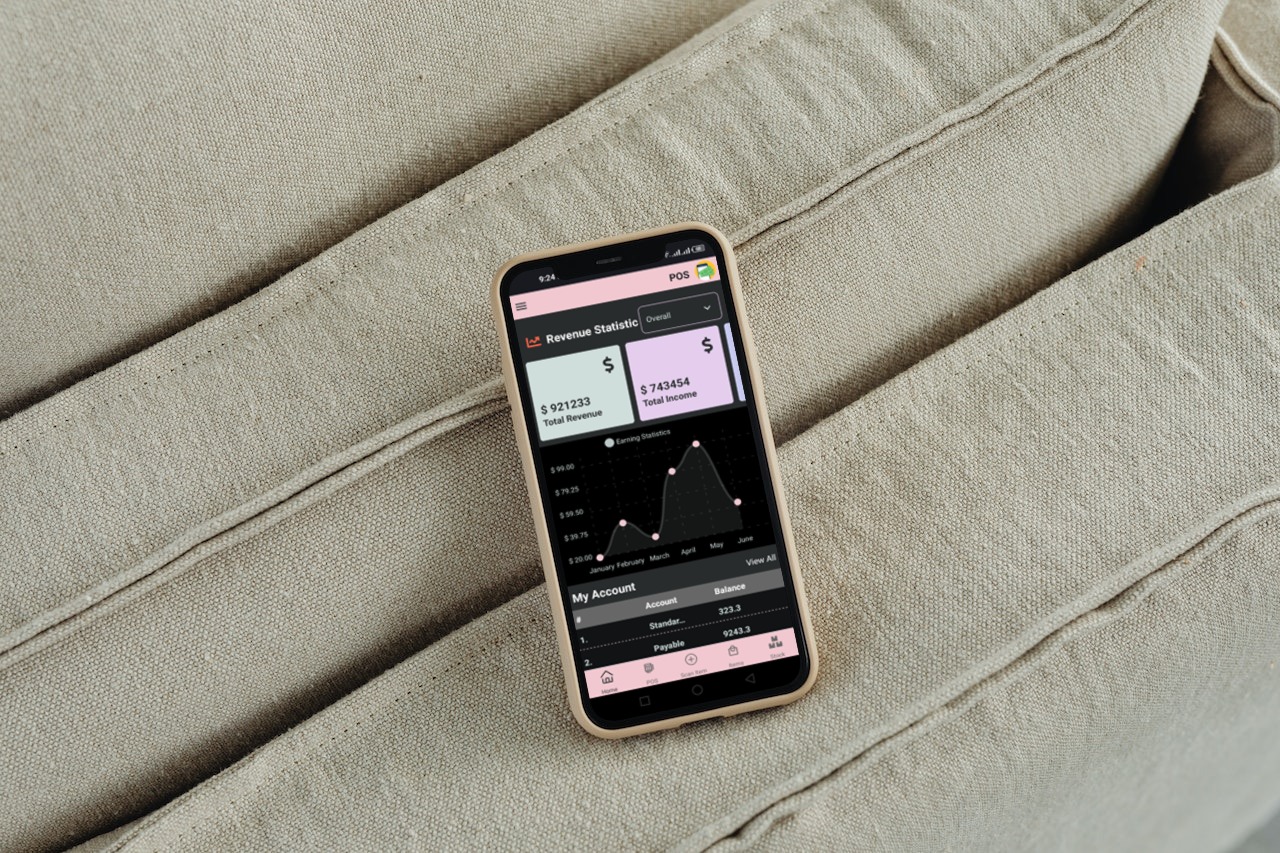 9:24
POS
Revenue Statistic
Overall
$
$ 921233
Total Revenue
$
$ 743454
Total Income
Earning Statistics
$ 99.00
$ 79.25
$ 59.50
$ 39.75
$ 20.00
January February March April May June
My Account
View All
# Account Balance
1. Standar... 323.3
2. Payable 9243.3
Home POS Scan Item Items Stock